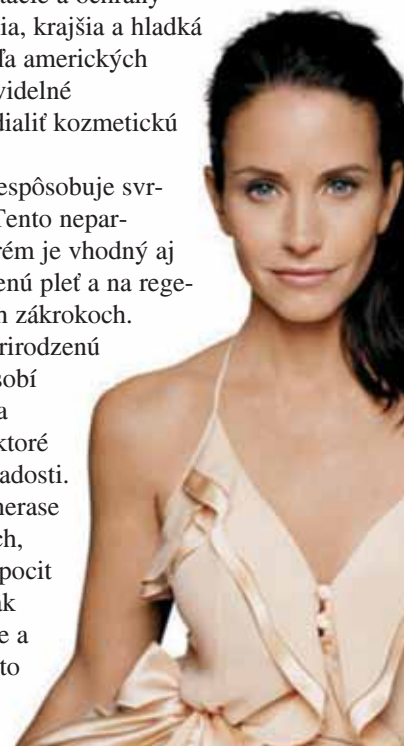 ia, krajšia a hladká
ľa amerických
videlné
dialiť kozmetickú
espôsobuje svr-
Tento nepar-
rém je vhodný aj
enú pleť a na rege-
h zákrokoch.
rirodzenú
sobí
a
ktoré
adosti.
nerase
ch,
pocit
ak
e a
to